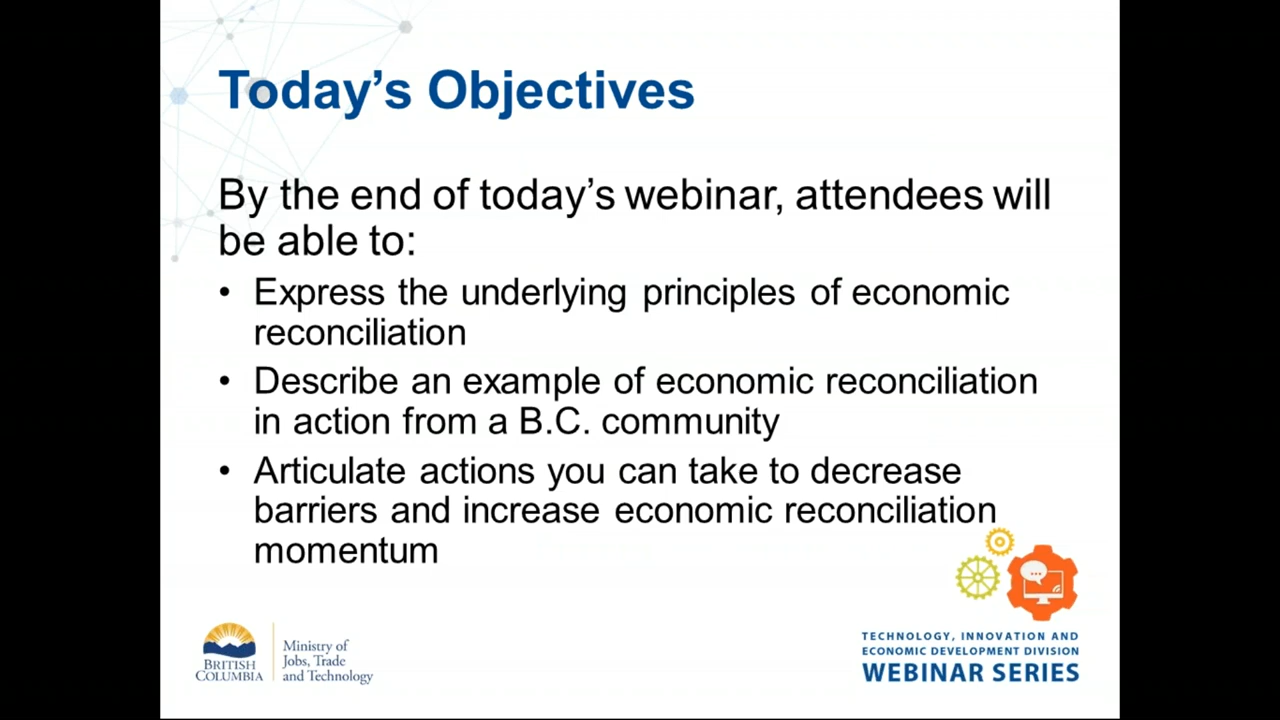 Today’s Objectives
By the end of today’s webinar, attendees will
be able to:
• Express the underlying principles of economic
reconciliation
• Describe an example of economic reconciliation
in action from a B.C. community
• Articulate actions you can take to decrease
barriers and increase economic reconciliation
momentum
BRITISH
COLUMBIA
Ministry of
Jobs, Trade
and Technology
TECHNOLOGY, INNOVATION AND
ECONOMIC DEVELOPMENT DIVISION
WEBINAR SERIES